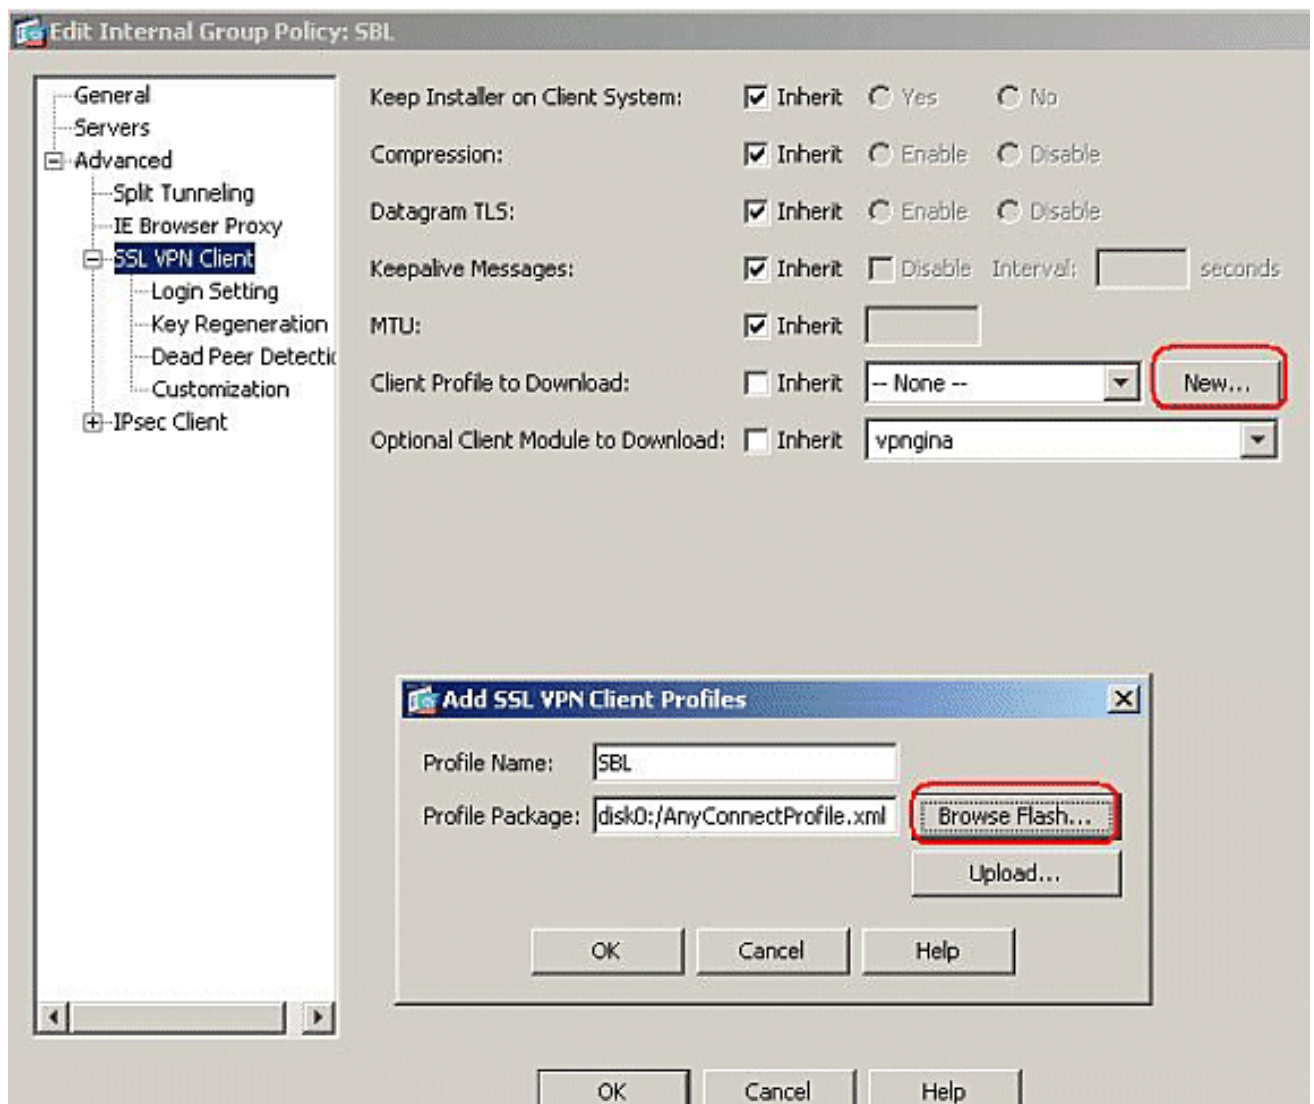 Edit Internal Group Policy: SBL
General
Servers
Advanced
Split Tunneling
IE Browser Proxy
SSL VPN Client
Login Setting
Key Regeneration
Dead Peer Detectic
Customization
IPsec Client
Keep Installer on Client System: Inherit Yes No
Compression: Inherit Enable Disable
Datagram TLS: Inherit Enable Disable
Keepalive Messages: Inherit Disable Interval: seconds
MTU: Inherit
Client Profile to Download: Inherit -- None -- New...
Optional Client Module to Download: Inherit vpngina
Add SSL VPN Client Profiles
Profile Name: SBL
Profile Package: disk0:/AnyConnectProfile.xml Browse Flash...
Upload...
OK Cancel Help
OK Cancel Help